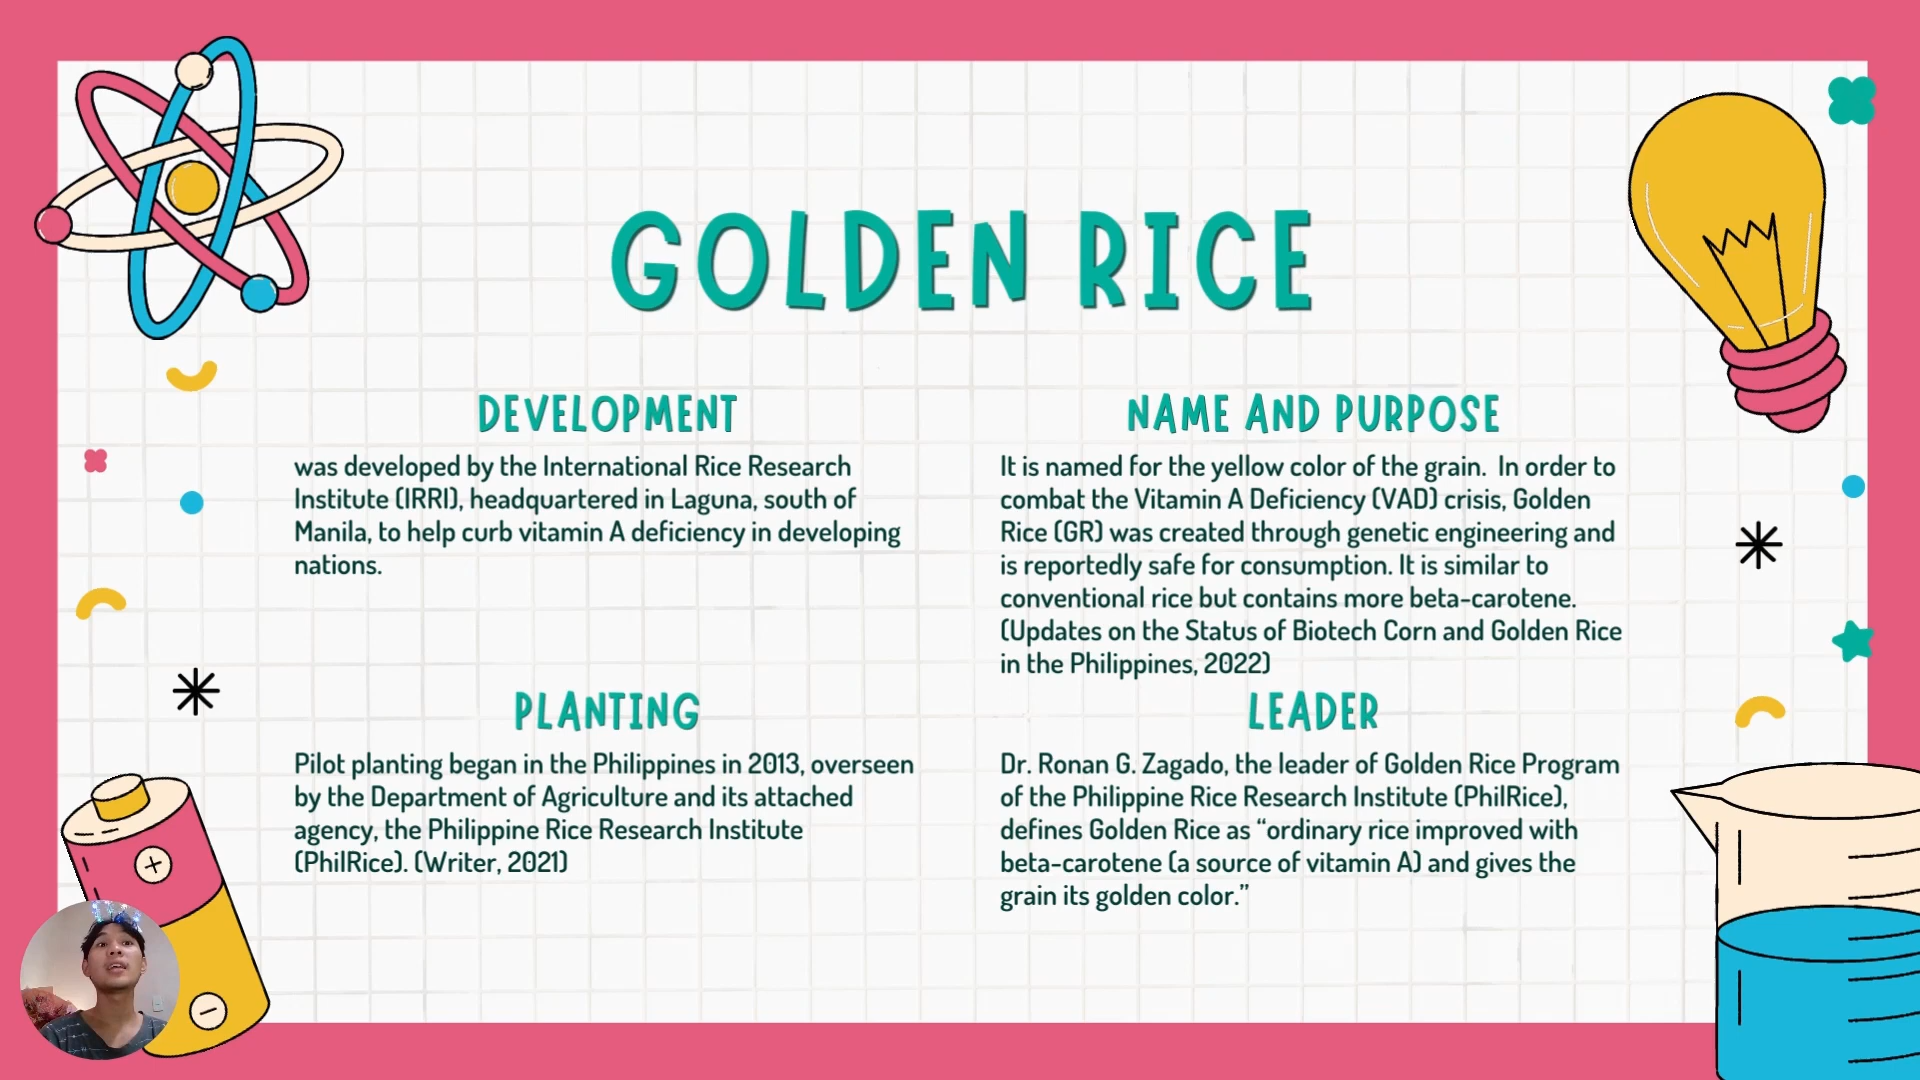 GOLDEN RICE
DEVELOPMENT
was developed by the International Rice Research
Institute (IRRI), headquartered in Laguna, south of
Manila, to help curb vitamin A deficiency in developing
nations.
NAME AND PURPOSE
It is named for the yellow color of the grain.  In order to
combat the Vitamin A Deficiency (VAD) crisis, Golden
Rice (GR) was created through genetic engineering and
is reportedly safe for consumption. It is similar to
conventional rice but contains more beta-carotene.
(Updates on the Status of Biotech Corn and Golden Rice
in the Philippines, 2022)
PLANTING
Pilot planting began in the Philippines in 2013, overseen
by the Department of Agriculture and its attached
agency, the Philippine Rice Research Institute
(PhilRice). (Writer, 2021)
LEADER
Dr. Ronan G. Zagado, the leader of Golden Rice Program
of the Philippine Rice Research Institute (PhilRice),
defines Golden Rice as “ordinary rice improved with
beta-carotene (a source of vitamin A) and gives the
grain its golden color.”